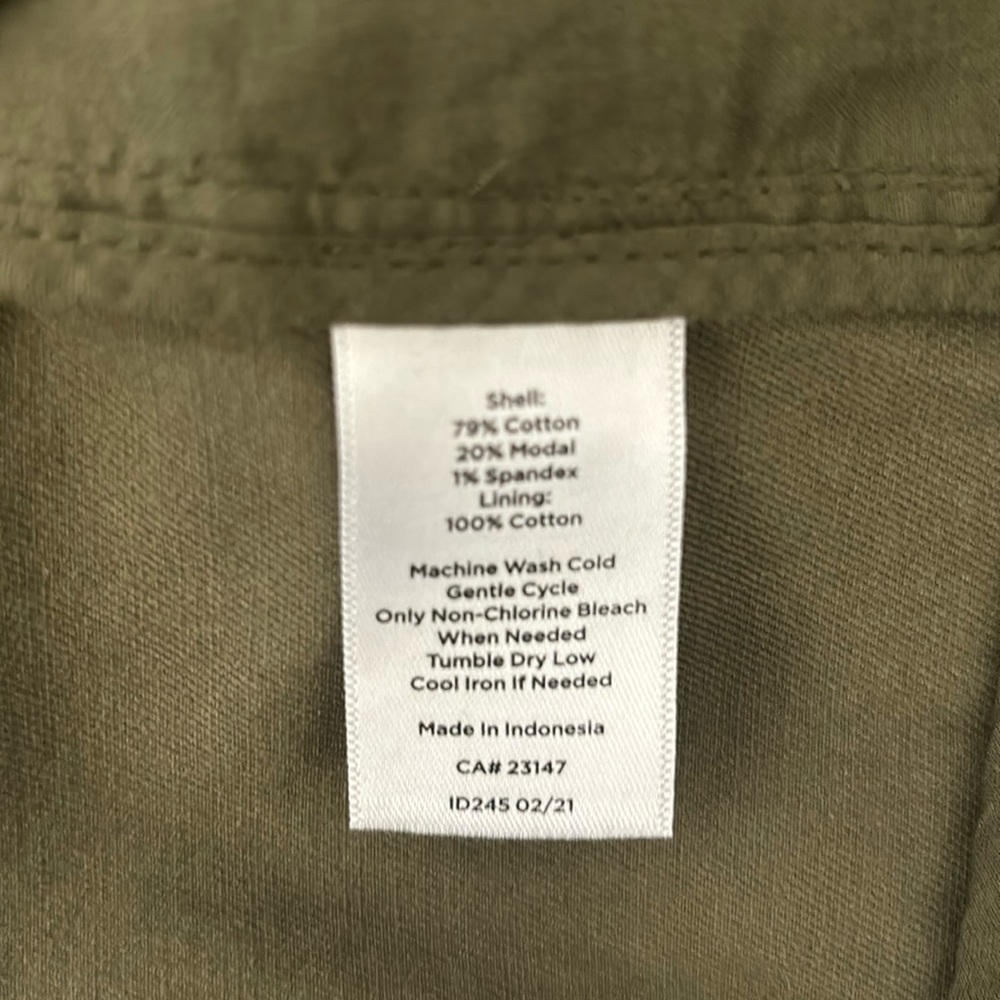 Shell:
79% Cotton
20% Modal
1% Spandex
Lining:
100% Cotton
Machine Wash Cold
Gentle Cycle
Only Non-Chlorine Bleach
When Needed
Tumble Dry Low
Cool Iron If Needed
Made In Indonesia
CA# 23147
ID245 02/21